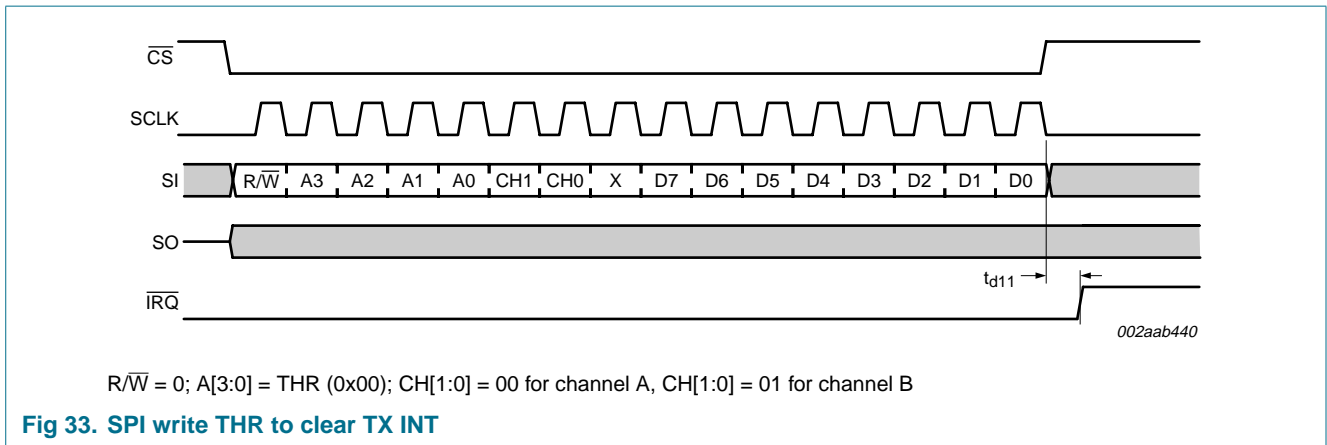 C̅S̅
SCLK
SI R/W̅ A3 A2 A1 A0 CH1 CH0 X D7 D6 D5 D4 D3 D2 D1 D0
SO
td11
I̅R̅Q̅
002aab440
R/W̅ = 0; A[3:0] = THR (0x00); CH[1:0] = 00 for channel A, CH[1:0] = 01 for channel B
Fig 33. SPI write THR to clear TX INT